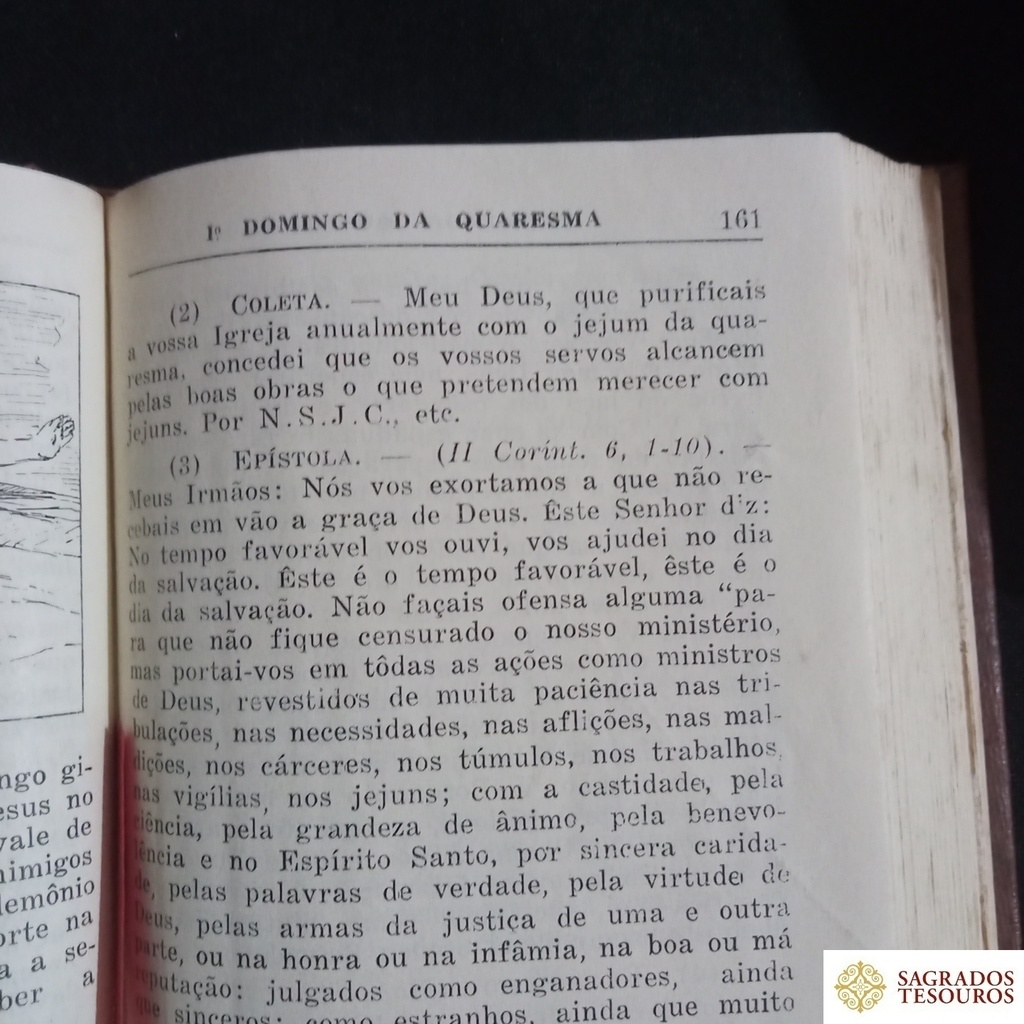 ngo gi-
esus no
vale de
nimigos
lemônio
orte na
a a se-
ber a
1º DOMINGO DA QUARESMA 161
(2) COLETA. — Meu Deus, que purificais
a vossa Igreja anualmente com o jejum da qua-
resma, concedei que os vossos servos alcancem
pelas boas obras o que pretendem merecer com
jejuns. Por N.S.J.C., etc.
(3) EPÍSTOLA. — (II Corínt. 6, 1-10). —
Meus Irmãos: Nós vos exortamos a que não re-
cebais em vão a graça de Deus. Êste Senhor diz:
No tempo favorável vos ouvi, vos ajudei no dia
da salvação. Êste é o tempo favorável, êste é o
dia da salvação. Não façais ofensa alguma “pa-
ra que não fique censurado o nosso ministério,
mas portai-vos em tôdas as ações como ministros
de Deus, revestidos de muita paciência nas tri-
bulações, nas necessidades, nas aflições, nas mal-
dições, nos cárceres, nos túmulos, nos trabalhos,
nas vigílias, nos jejuns; com a castidade, pela
ciência, pela grandeza de ânimo, pela benevo-
lência e no Espírito Santo, por sincera carida-
de, pelas palavras de verdade, pela virtude de
Deus, pelas armas da justiça de uma e outra
parte, ou na honra ou na infâmia, na boa ou má
reputação: julgados como enganadores, ainda
que sinceros; como estranhos, ainda que muito
SAGRADOS
TESOUROS